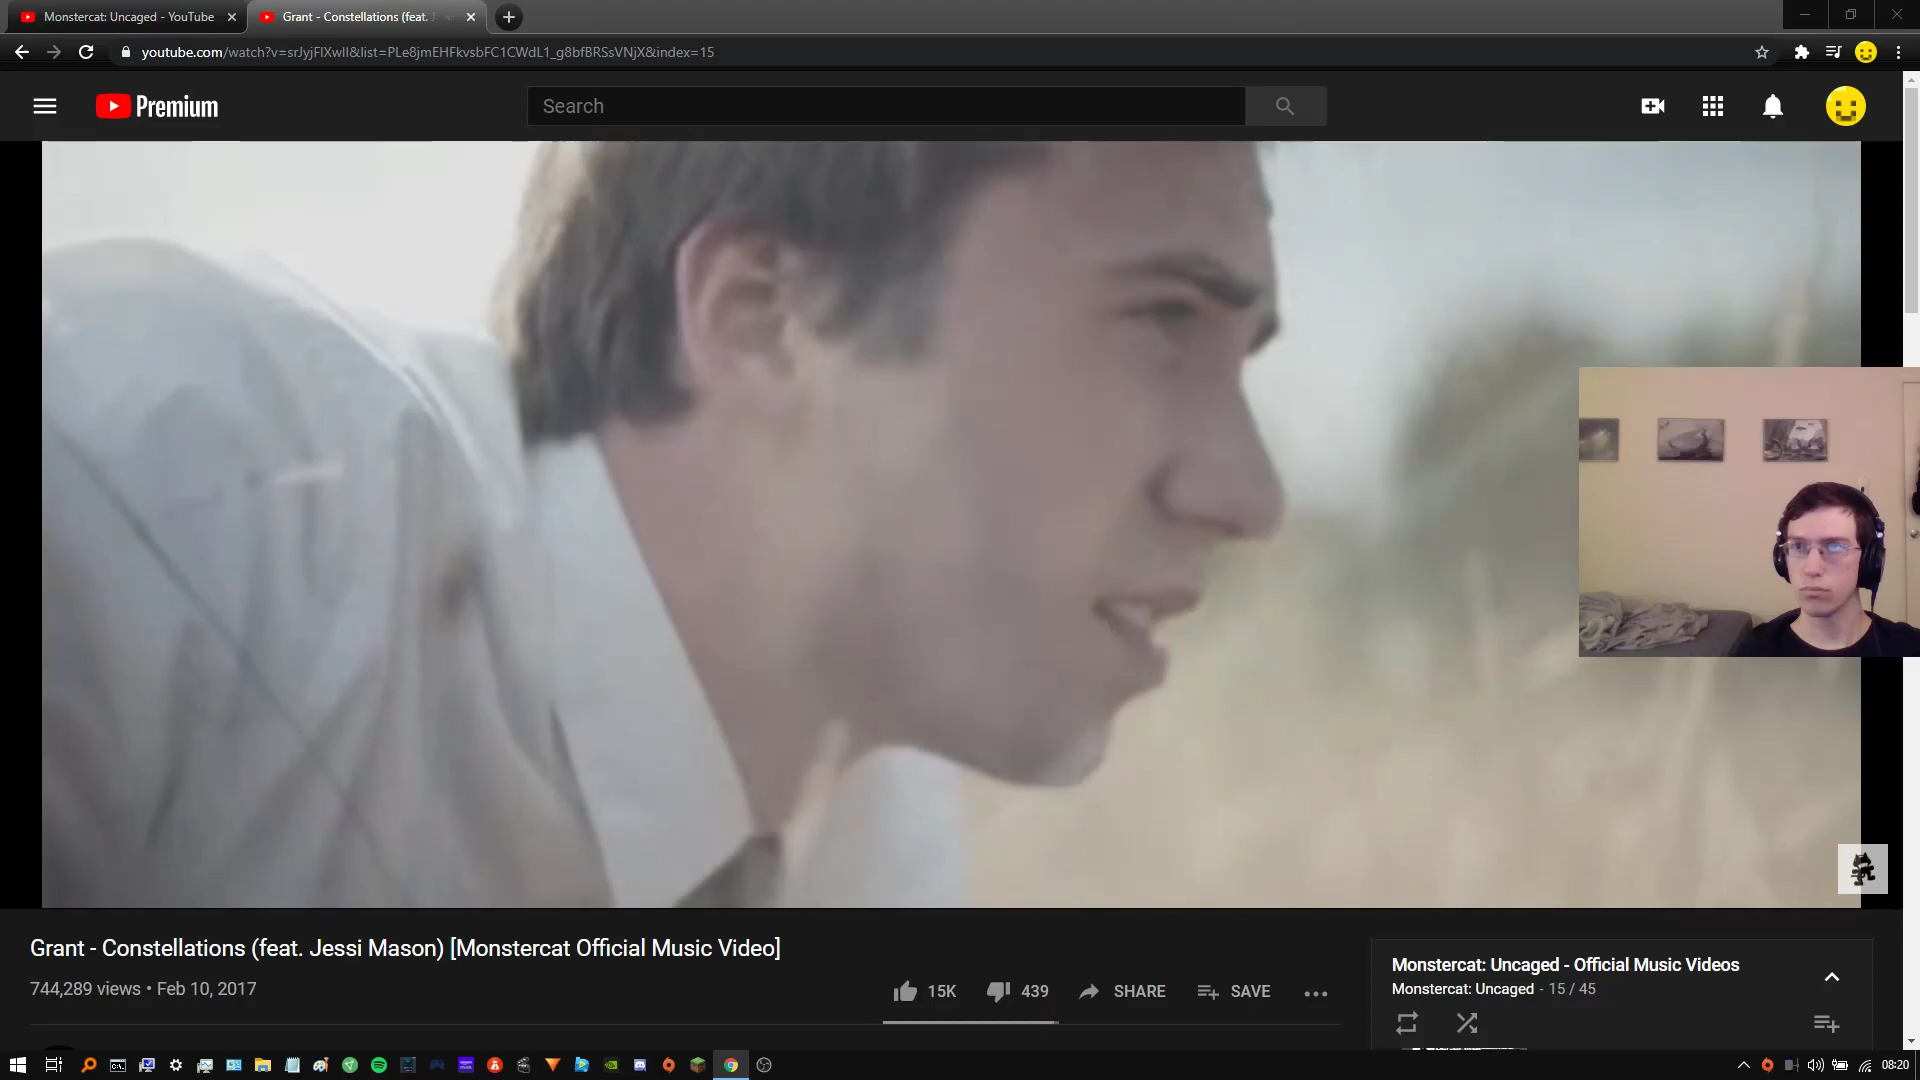 Monstercat: Uncaged - YouTube
Grant - Constellations (feat. J
youtube.com/watch?v=srJyjFlXwlI&list=PLe8jmEHFkvsbFC1CWdL1_g8bfBRSsVNjX&index=15
Premium
Search
Grant - Constellations (feat. Jessi Mason) [Monstercat Official Music Video]
744,289 views • Feb 10, 2017
15K
439
SHARE
SAVE
Monstercat: Uncaged - Official Music Videos
Monstercat: Uncaged - 15 / 45
08:20